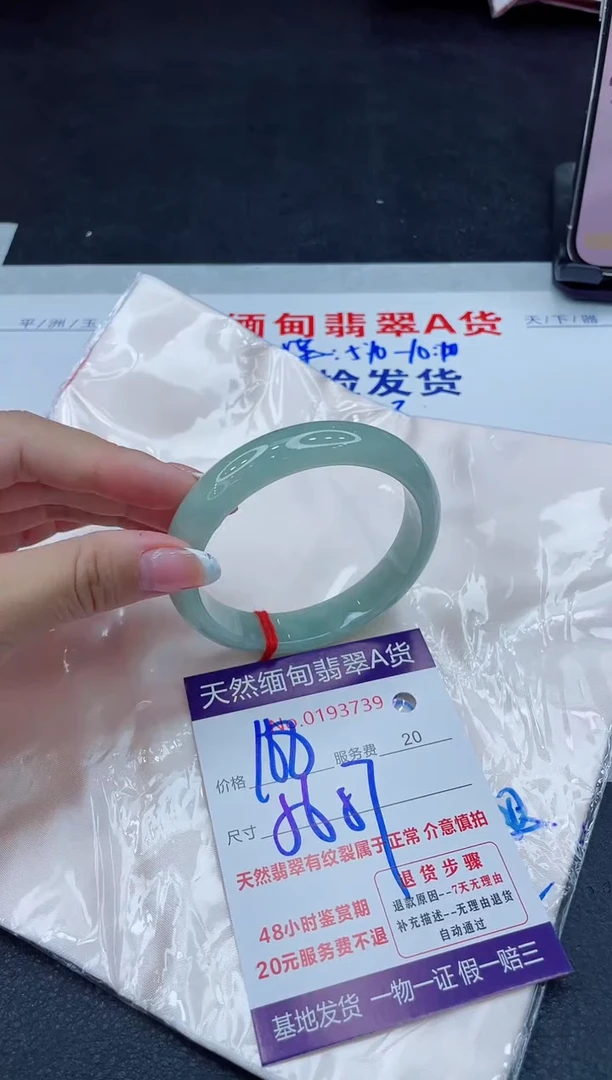 平/洲/玉
缅甸翡翠A货
天/下/翡
检发货
天然缅甸翡翠A货
No.0193739
价格
服务费 20
尺寸
天然翡翠有纹裂属于正常 介意慎拍
48小时鉴赏期
20元服务费不退
退货步骤
退款原因--7天无理由
补充描述--无理由退货
自动通过
基地发货 一物一证 假一赔三